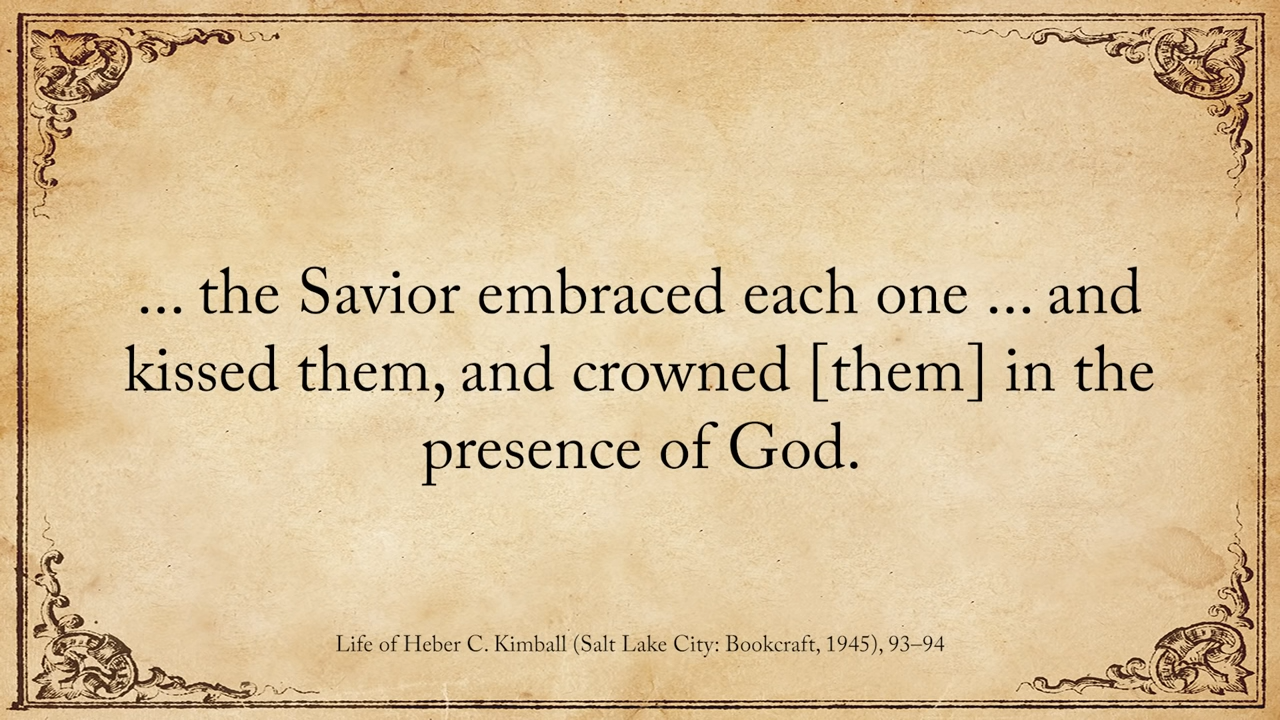 ... the Savior embraced each one ... and
kissed them, and crowned [them] in the
presence of God.
Life of Heber C. Kimball (Salt Lake City: Bookcraft, 1945), 93–94